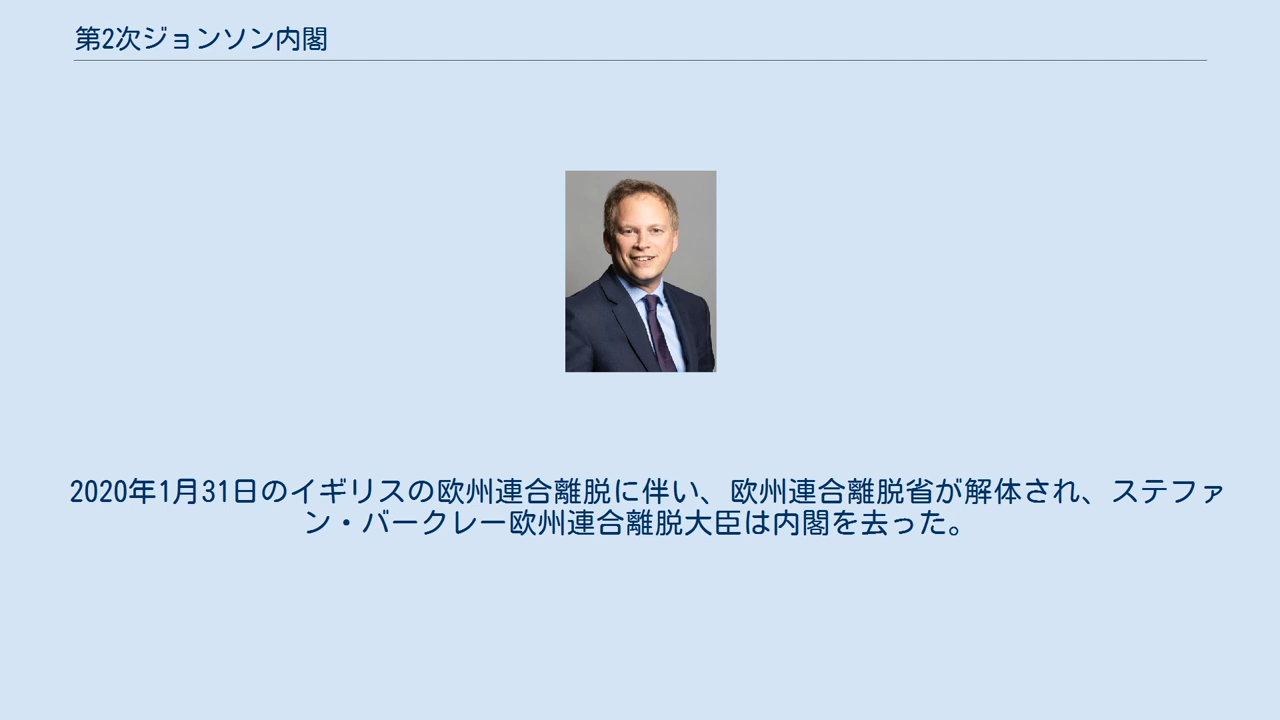 第2次ジョンソン内閣
2020年1月31日のイギリスの欧州連合離脱に伴い、欧州連合離脱省が解体され、ステファ
ン・バークレー欧州連合離脱大臣は内閣を去った。